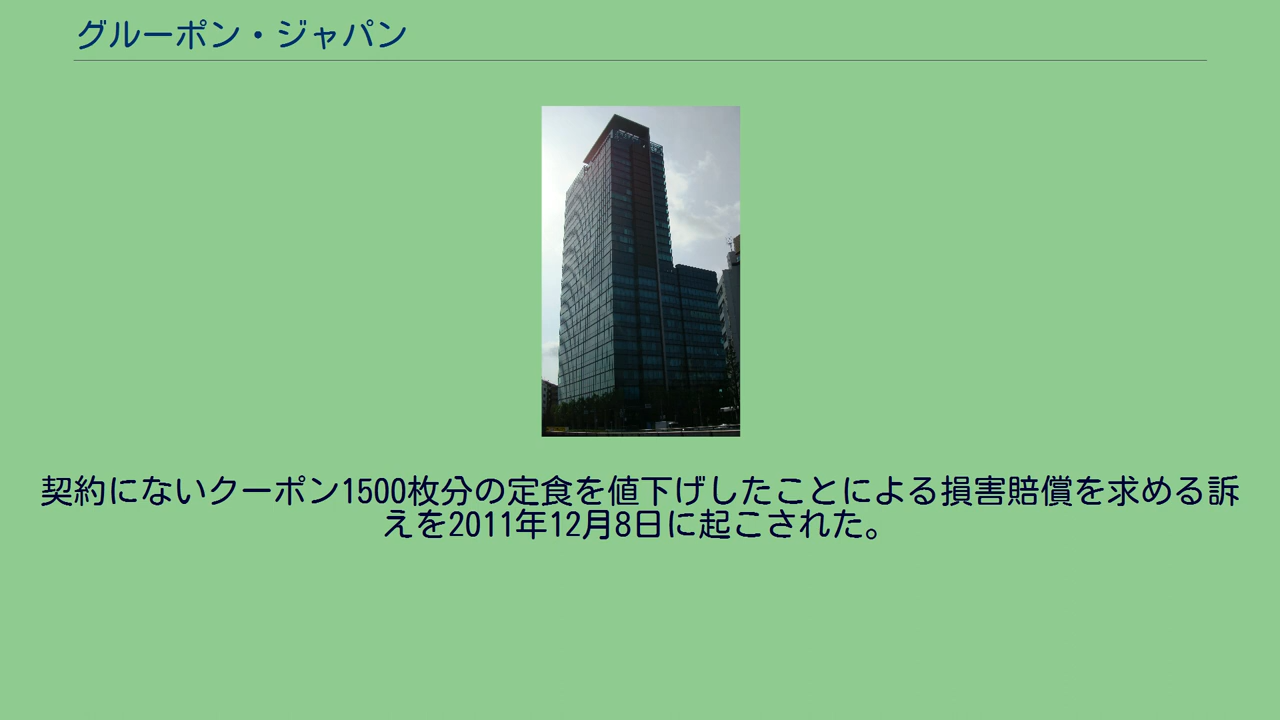 グルーポン・ジャパン
契約にないクーポン1500枚分の定食を値下げしたことによる損害賠償を求める訴
えを2011年12月8日に起こされた。